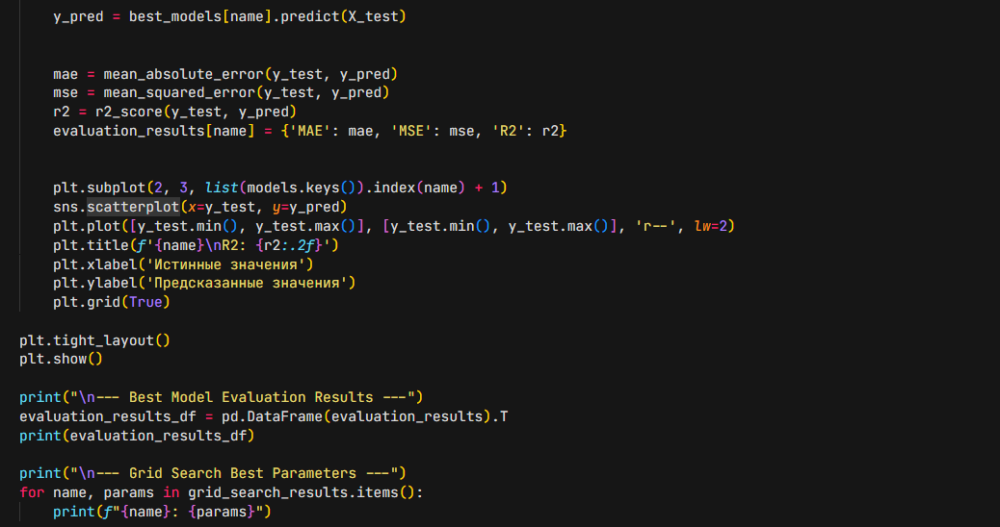 y_pred = best_models[name].predict(X_test)
mae = mean_absolute_error(y_test, y_pred)
mse = mean_squared_error(y_test, y_pred)
r2 = r2_score(y_test, y_pred)
evaluation_results[name] = {'MAE': mae, 'MSE': mse, 'R2': r2}
plt.subplot(2, 3, list(models.keys()).index(name) + 1)
sns.scatterplot(x=y_test, y=y_pred)
plt.plot([y_test.min(), y_test.max()], [y_test.min(), y_test.max()], 'r--', lw=2)
plt.title(f'{name}\nR2: {r2:.2f}')
plt.xlabel('Истинные значения')
plt.ylabel('Предсказанные значения')
plt.grid(True)
plt.tight_layout()
plt.show()
print("\n--- Best Model Evaluation Results ---")
evaluation_results_df = pd.DataFrame(evaluation_results).T
print(evaluation_results_df)
print("\n--- Grid Search Best Parameters ---")
for name, params in grid_search_results.items():
print(f"{name}: {params}")